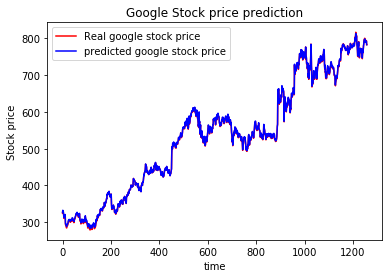 Google Stock price prediction
Real google stock price
predicted google stock price
Stock price
800
700
600
500
400
300
0 200 400 600 800 1000 1200
time